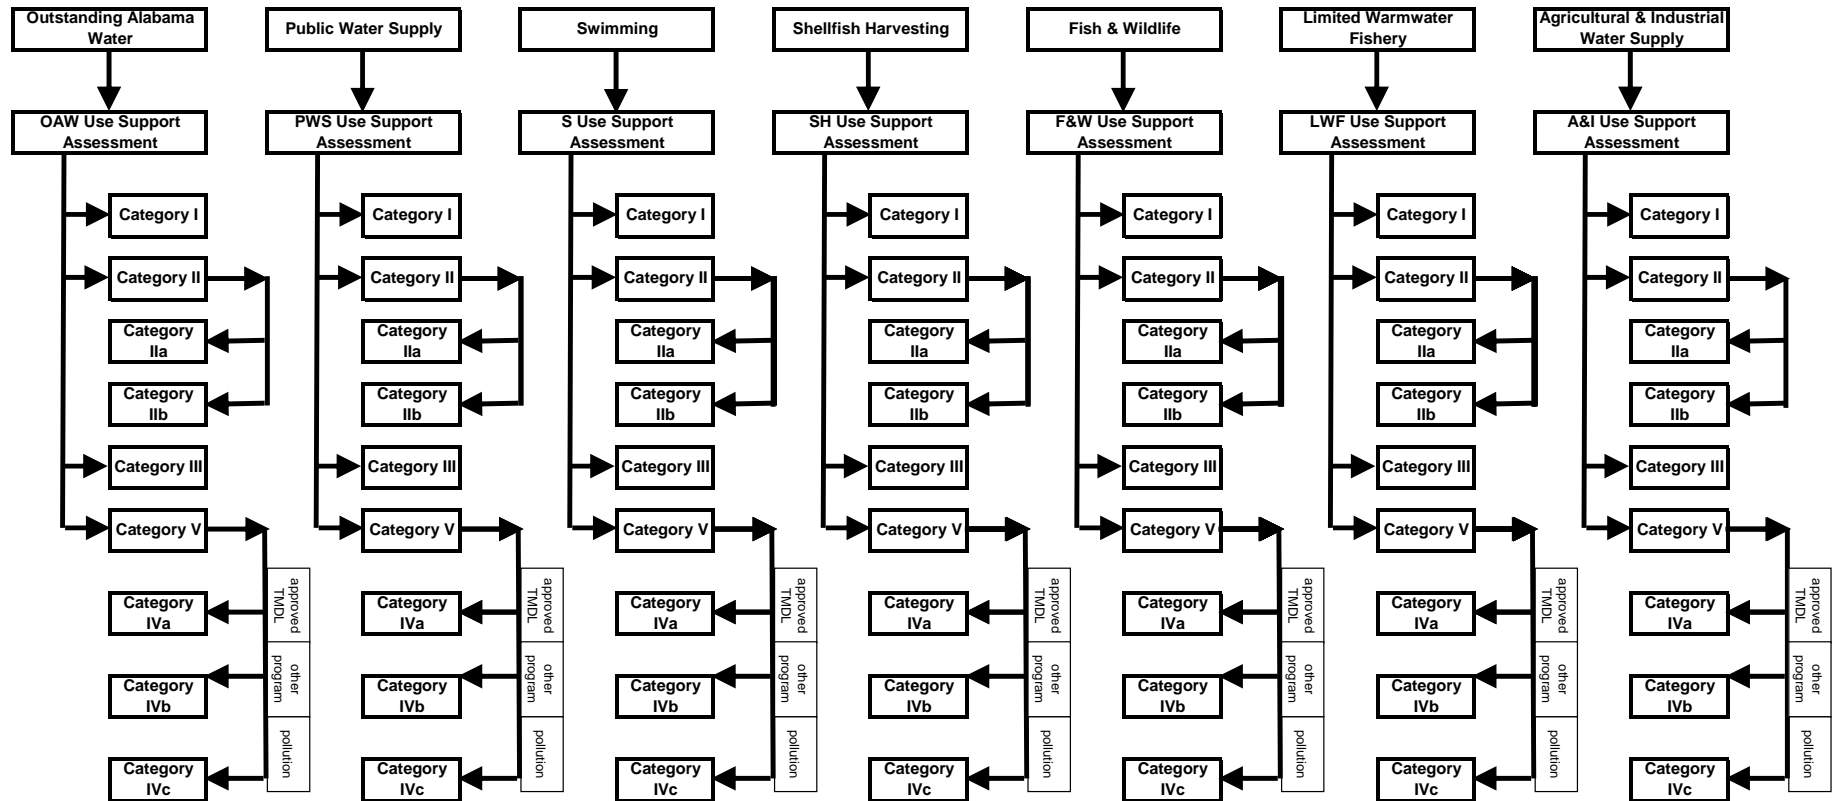 Outstanding Alabama
Water
Public Water Supply
Swimming
Shellfish Harvesting
Fish & Wildlife
Limited Warmwater
Fishery
Agricultural & Industrial
Water Supply
OAW Use Support
Assessment
PWS Use Support
Assessment
S Use Support
Assessment
SH Use Support
Assessment
F&W Use Support
Assessment
LWF Use Support
Assessment
A&I Use Support
Assessment
Category I
Category I
Category I
Category I
Category I
Category I
Category I
Category II
Category II
Category II
Category II
Category II
Category II
Category II
Category
IIa
Category
IIa
Category
IIa
Category
IIa
Category
IIa
Category
IIa
Category
IIa
Category
IIb
Category
IIb
Category
IIb
Category
IIb
Category
IIb
Category
IIb
Category
IIb
Category III
Category III
Category III
Category III
Category III
Category III
Category III
Category V
Category V
Category V
Category V
Category V
Category V
Category V
Category
IVa
approved
TMDL
Category
IVa
approved
TMDL
Category
IVa
approved
TMDL
Category
IVa
approved
TMDL
Category
IVa
approved
TMDL
Category
IVa
approved
TMDL
Category
IVa
approved
TMDL
Category
IVb
other
program
Category
IVb
other
program
Category
IVb
other
program
Category
IVb
other
program
Category
IVb
other
program
Category
IVb
other
program
Category
IVb
other
program
Category
IVc
pollution
Category
IVc
pollution
Category
IVc
pollution
Category
IVc
pollution
Category
IVc
pollution
Category
IVc
pollution
Category
IVc
pollution